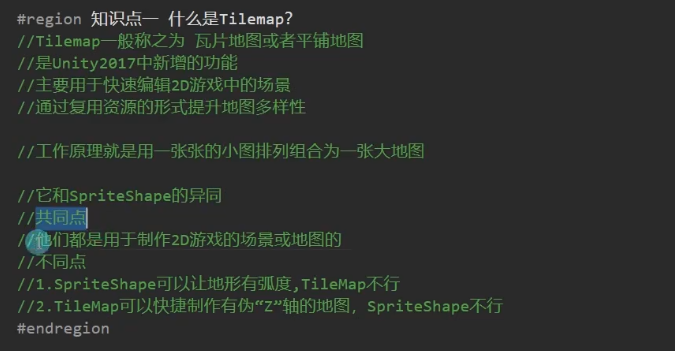 #region 知识点一 什么是Tilemap?
//Tilemap一般称之为 瓦片地图或者平铺地图
//是Unity2017中新增的功能
//主要用于快速编辑2D游戏中的场景
//通过复用资源的形式提升地图多样性
//工作原理就是用一张张的小图排列组合为一张大地图
//它和SpriteShape的异同
//共同点
//他们都是用于制作2D游戏的场景或地图的
//不同点
//1.SpriteShape可以让地形有弧度,TileMap不行
//2.TileMap可以快捷制作有伪“Z”轴的地图，SpriteShape不行
#endregion